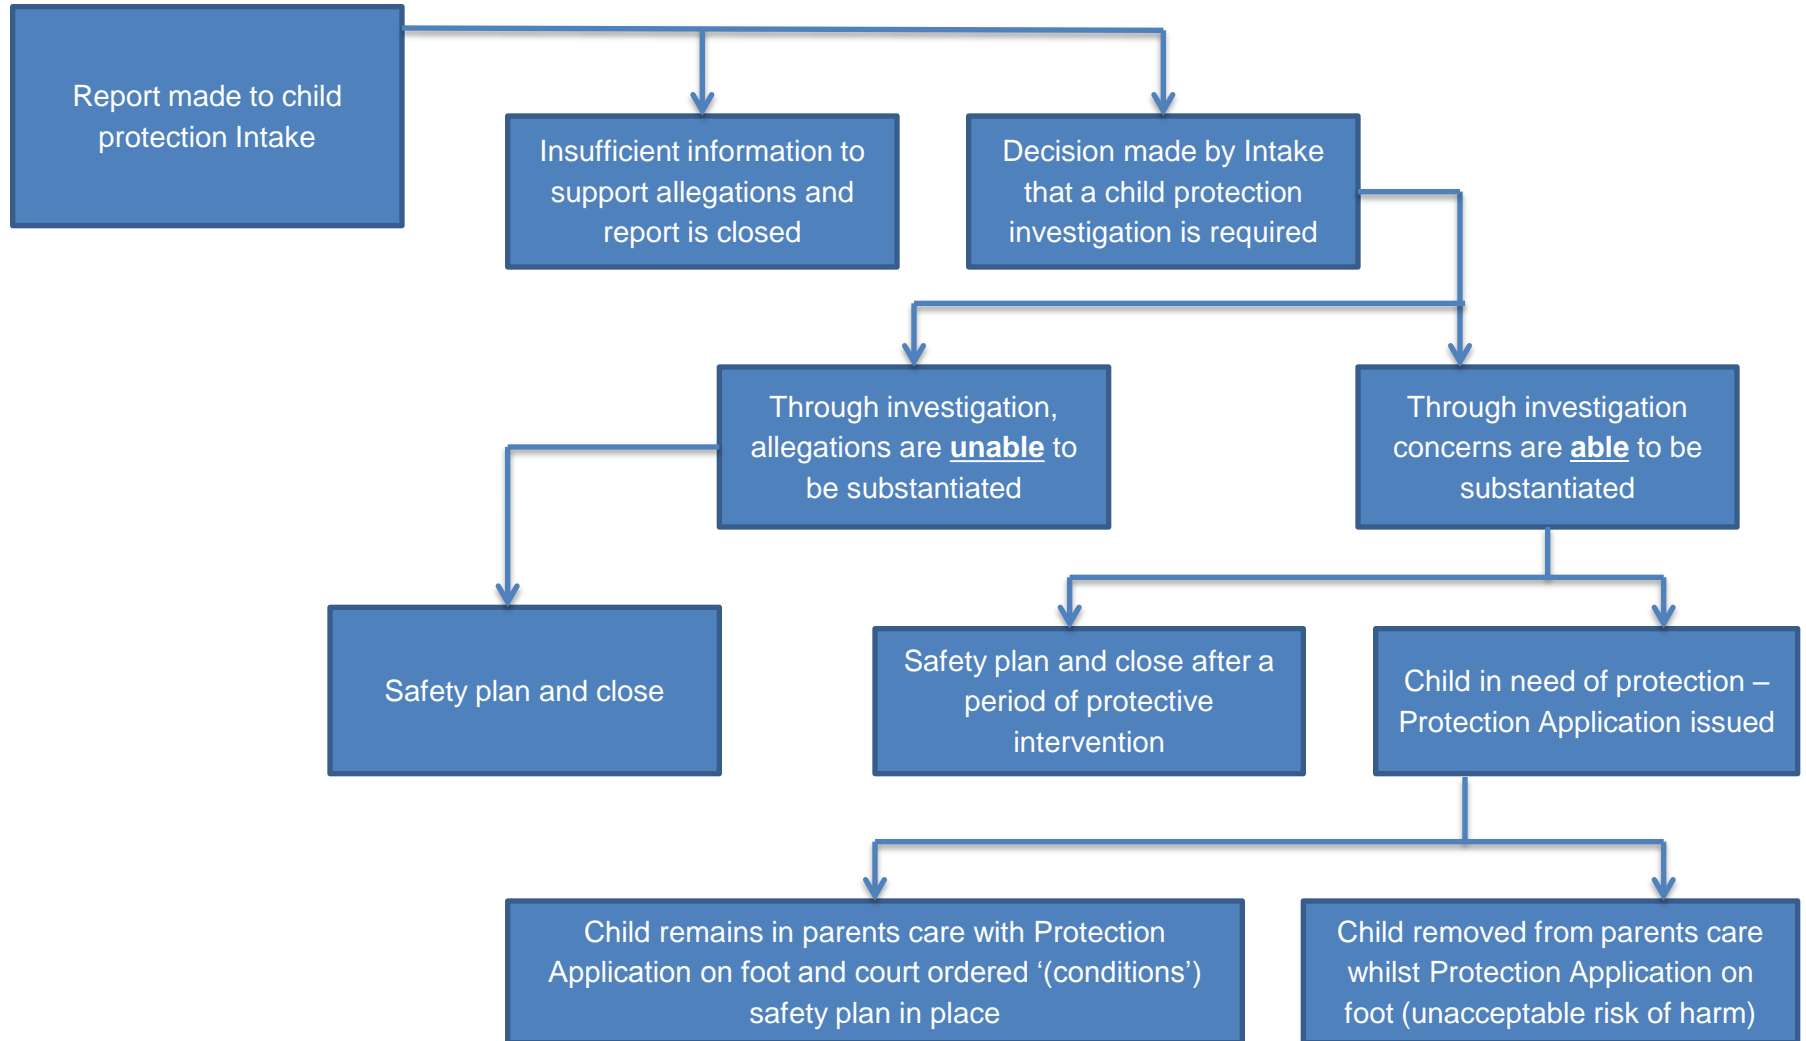 Report made to child
protection Intake
Insufficient information to
support allegations and
report is closed
Decision made by Intake
that a child protection
investigation is required
Through investigation,
allegations are unable to
be substantiated
Through investigation
concerns are able to be
substantiated
Safety plan and close
Safety plan and close after a
period of protective
intervention
Child in need of protection –
Protection Application issued
Child remains in parents care with Protection
Application on foot and court ordered ‘(conditions’)
safety plan in place
Child removed from parents care
whilst Protection Application on
foot (unacceptable risk of harm)